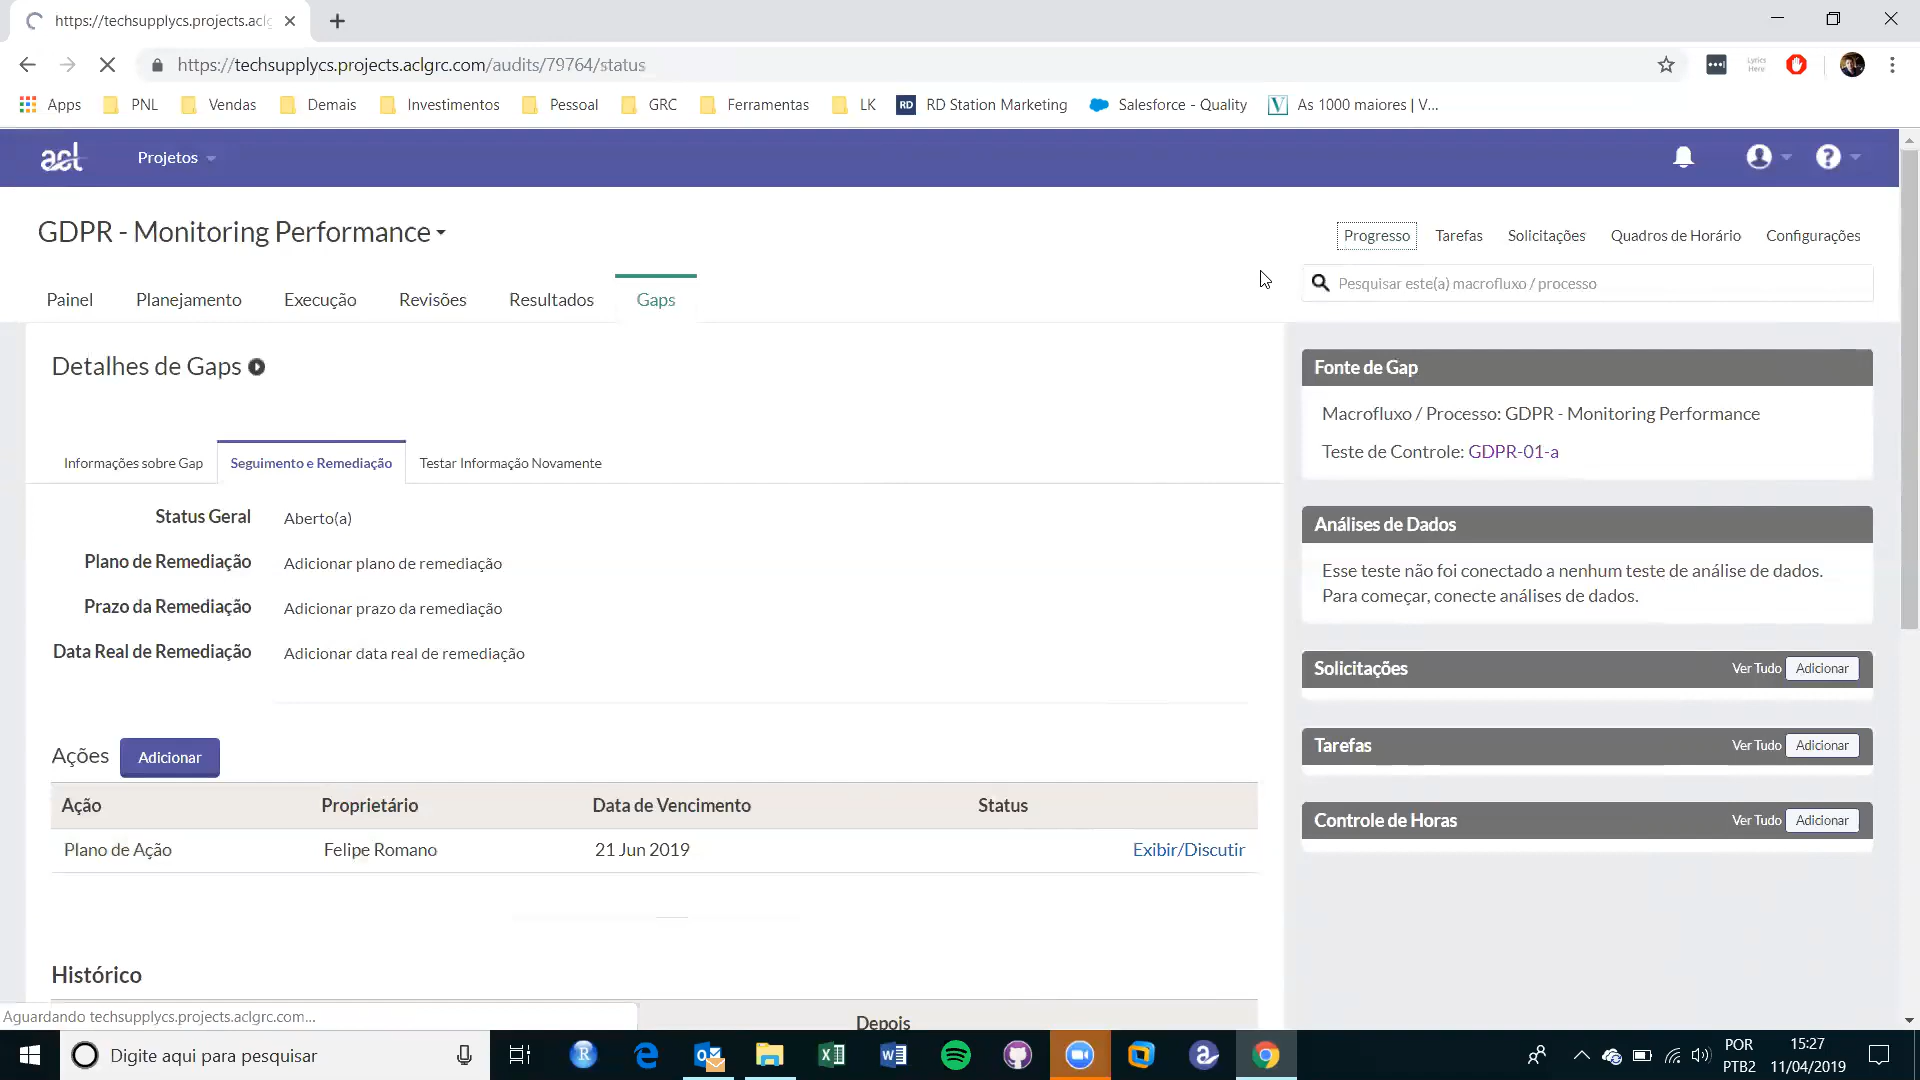 https://techsupplycs.projects.aclg
https://techsupplycs.projects.aclgrc.com/audits/79764/status
Apps PNL Vendas Demais Investimentos Pessoal GRC Ferramentas LK RD RD Station Marketing Salesforce - Quality V As 1000 maiores | V...
Lyrics Hero
acl Projetos ?
GDPR - Monitoring Performance
Progresso Tarefas Solicitações Quadros de Horário Configurações
Pesquisar este(a) macrofluxo / processo
Painel Planejamento Execução Revisões Resultados Gaps
Detalhes de Gaps
Informações sobre Gap Seguimento e Remediação Testar Informação Novamente
Status Geral Aberto(a)
Plano de Remediação Adicionar plano de remediação
Prazo da Remediação Adicionar prazo da remediação
Data Real de Remediação Adicionar data real de remediação
Ações Adicionar
Ação Proprietário Data de Vencimento Status
Plano de Ação Felipe Romano 21 Jun 2019 Exibir/Discutir
Histórico
Depois
Fonte de Gap
Macrofluxo / Processo: GDPR - Monitoring Performance
Teste de Controle: GDPR-01-a
Análises de Dados
Esse teste não foi conectado a nenhum teste de análise de dados.
Para começar, conecte análises de dados.
Solicitações Ver Tudo Adicionar
Tarefas Ver Tudo Adicionar
Controle de Horas Ver Tudo Adicionar
Aguardando techsupplycs.projects.aclgrc.com...
Digite aqui para pesquisar
POR
PTB2
15:27
11/04/2019